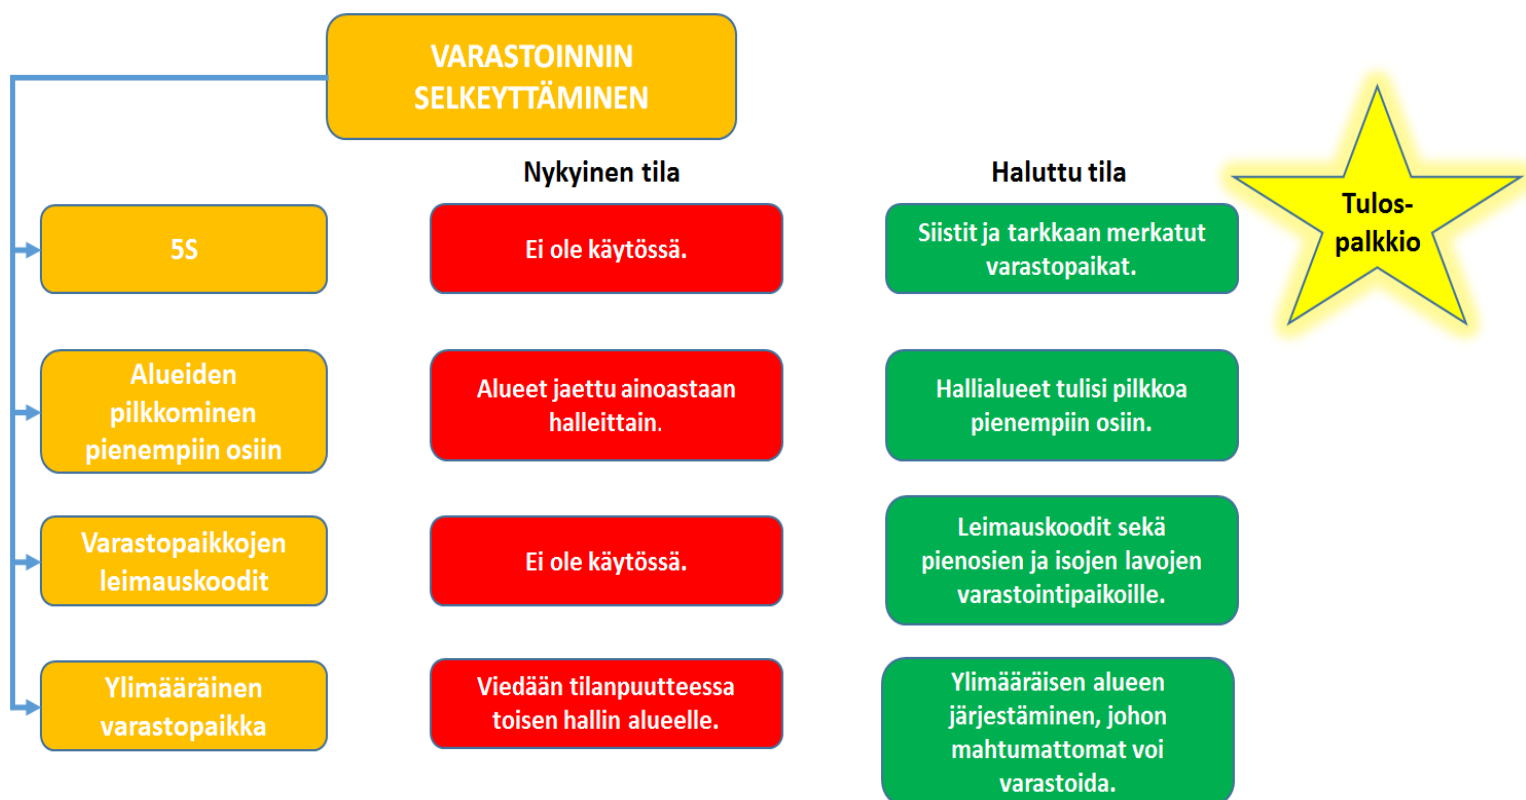 VARASTOINNIN
SELKEYTTÄMINEN
Nykyinen tila
Haluttu tila
Tulos-
palkkio
5S
Ei ole käytössä.
Siistit ja tarkkaan merkatut
varastopaikat.
Alueiden
pilkkominen
pienempiin osiin
Alueet jaettu ainoastaan
halleittain.
Hallialueet tulisi pilkkoa
pienempiin osiin.
Varastopaikkojen
leimauskoodit
Ei ole käytössä.
Leimauskoodit sekä
pienosien ja isojen lavojen
varastointipaikoille.
Ylimääräinen
varastopaikka
Viedään tilanpuutteessa
toisen hallin alueelle.
Ylimääräisen alueen
järjestäminen, johon
mahtumattomat voi
varastoida.